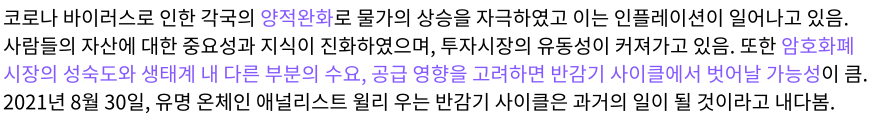 코로나 바이러스로 인한 각국의 양적완화로 물가의 상승을 자극하였고 이는 인플레이션이 일어나고 있음.
사람들의 자산에 대한 중요성과 지식이 진화하였으며, 투자시장의 유동성이 커져가고 있음. 또한 암호화폐
시장의 성숙도와 생태계 내 다른 부분의 수요, 공급 영향을 고려하면 반감기 사이클에서 벗어날 가능성이 큼.
2021년 8월 30일, 유명 온체인 애널리스트 윌리 우는 반감기 사이클은 과거의 일이 될 것이라고 내다봄.